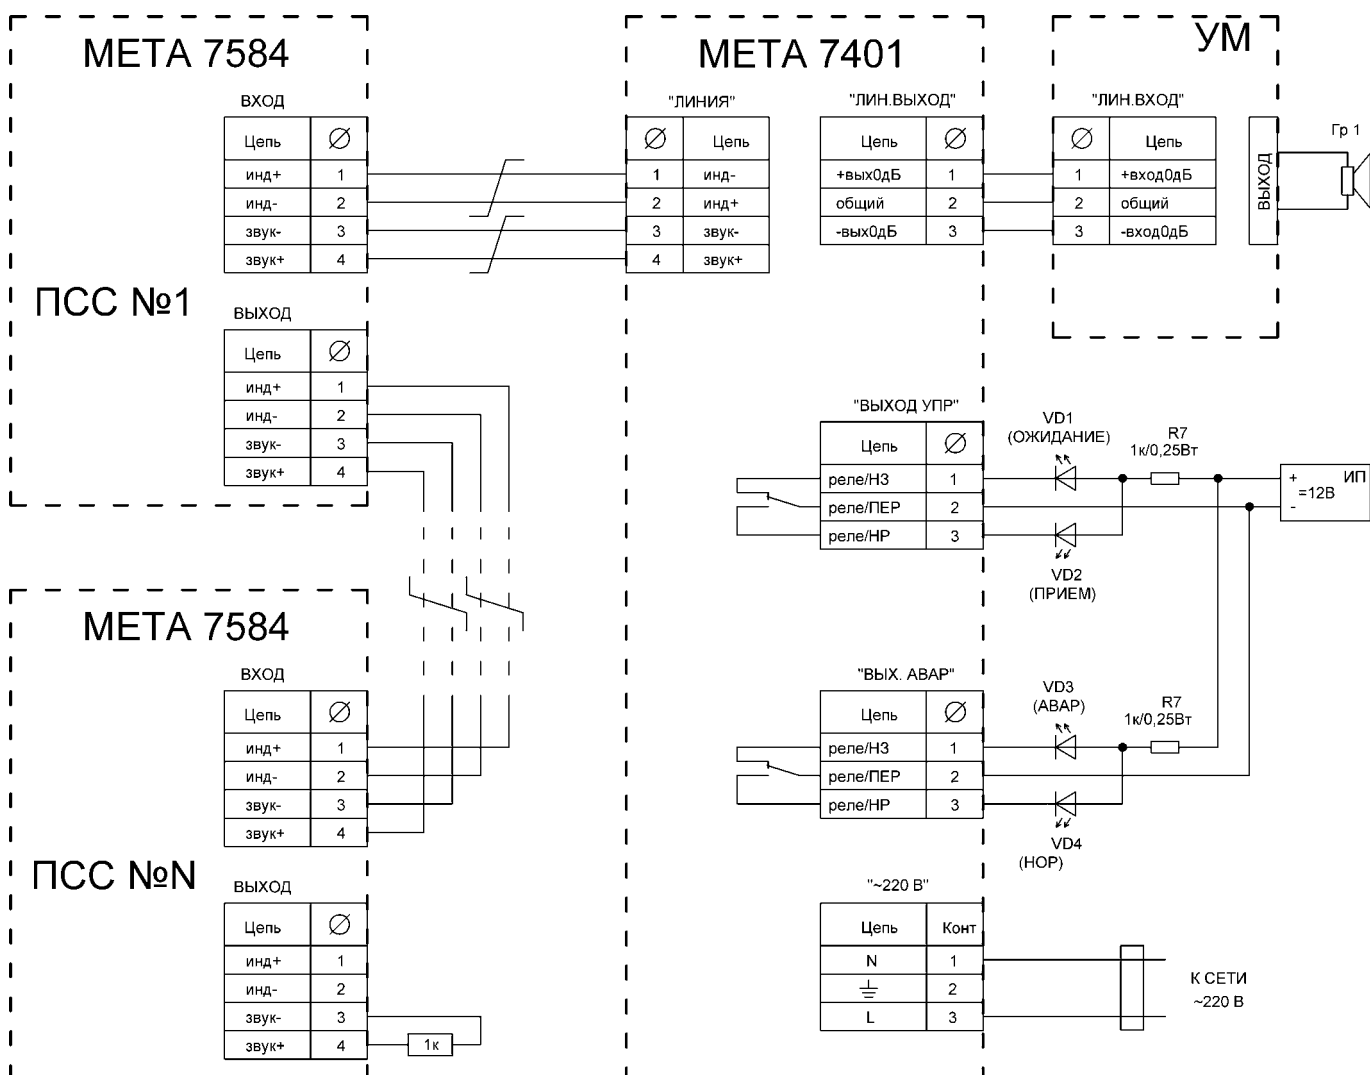 МЕТА 7584
ВХОД
Цепь ∅
инд+ 1
инд- 2
звук- 3
звук+ 4
ПСС №1
ВЫХОД
Цепь ∅
инд+ 1
инд- 2
звук- 3
звук+ 4
МЕТА 7584
ВХОД
Цепь ∅
инд+ 1
инд- 2
звук- 3
звук+ 4
ПСС №N
ВЫХОД
Цепь ∅
инд+ 1
инд- 2
звук- 3
звук+ 4
1к
МЕТА 7401
"ЛИНИЯ"
∅ Цепь
1 инд-
2 инд+
3 звук-
4 звук+
"ЛИН.ВЫХОД"
Цепь ∅
+вых0дБ 1
общий 2
-вых0дБ 3
УМ
"ЛИН.ВХОД"
∅ Цепь
1 +вход0дБ
2 общий
3 -вход0дБ
ВЫХОД
Гр 1
"ВЫХОД УПР"
Цепь ∅
реле/НЗ 1
реле/ПЕР 2
реле/НР 3
VD1
(ОЖИДАНИЕ)
R7
1к/0,25Вт
VD2
(ПРИЕМ)
+ ИП
=12В
-
"ВЫХ. АВАР"
Цепь ∅
реле/НЗ 1
реле/ПЕР 2
реле/НР 3
VD3
(АВАР)
R7
1к/0,25Вт
VD4
(НОР)
"~220 В"
Цепь Конт
N 1
2
L 3
К СЕТИ
~220 В